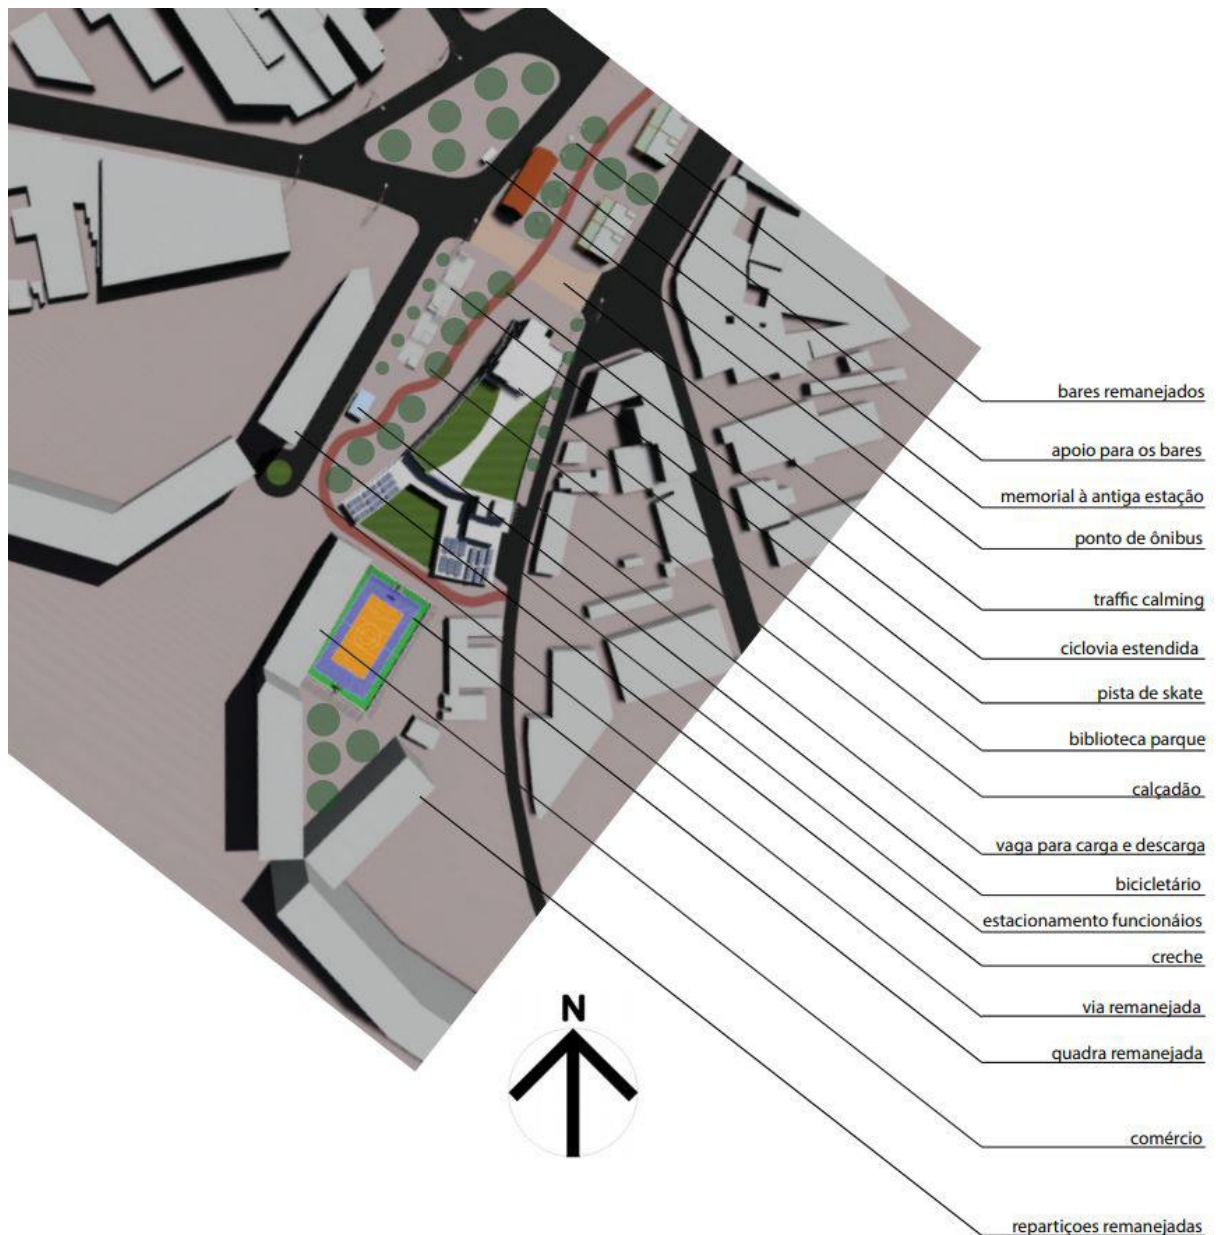 bares remanejados
apoio para os bares
memorial à antiga estação
ponto de ônibus
traffic calming
ciclovia estendida
pista de skate
biblioteca parque
calçadão
vaga para carga e descarga
bicicletário
estacionamento funcionáios
creche
via remanejada
quadra remanejada
comércio
repartiçoes remanejadas
N